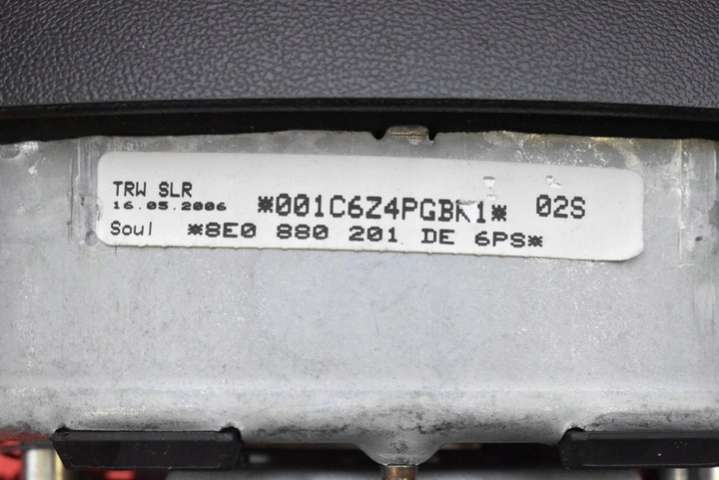 TRW SLR
16.05.2006 *001C6Z4PGBK1* 02S
Soul *8E0 880 201 DE 6PS*